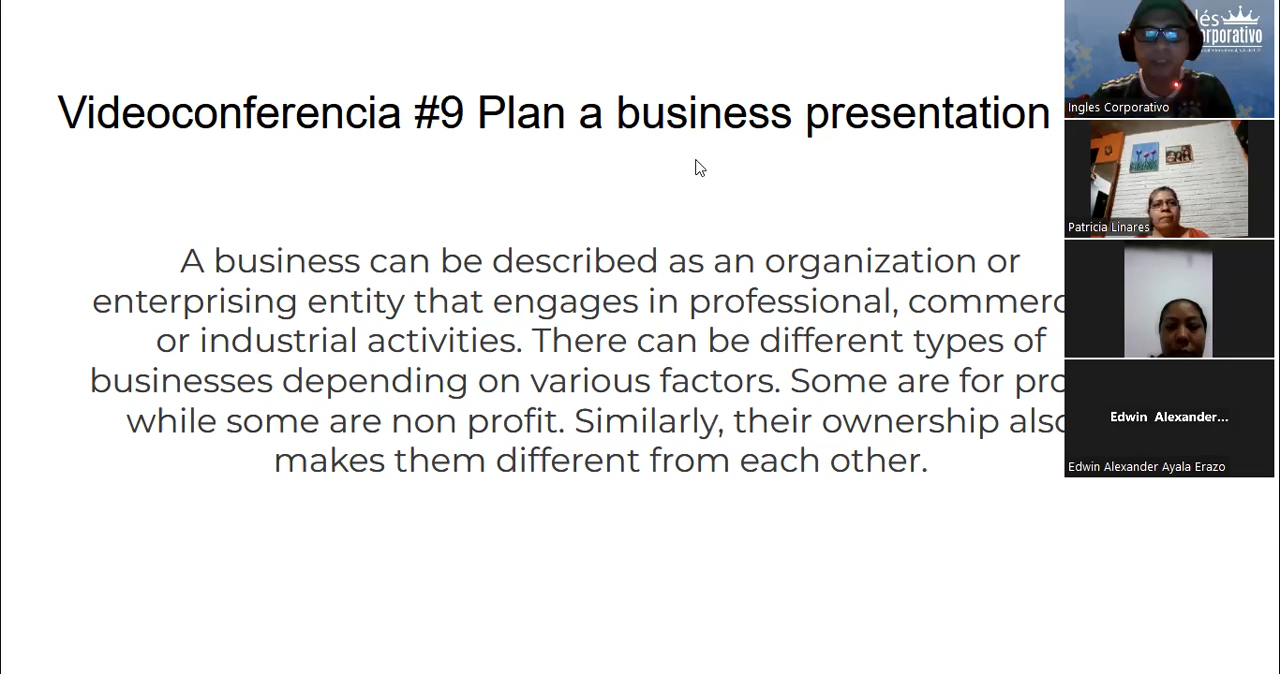 Videoconferencia #9 Plan a business presentation
A business can be described as an organization or
enterprising entity that engages in professional,
or industrial activities. There can be different types of
businesses depending on various factors. Some are for
while some are non profit. Similarly, their ownership
makes them different from each other.
Ingles Corporativo
Patricia Linares
Edwin Alexander...
Edwin Alexander Ayala Erazo